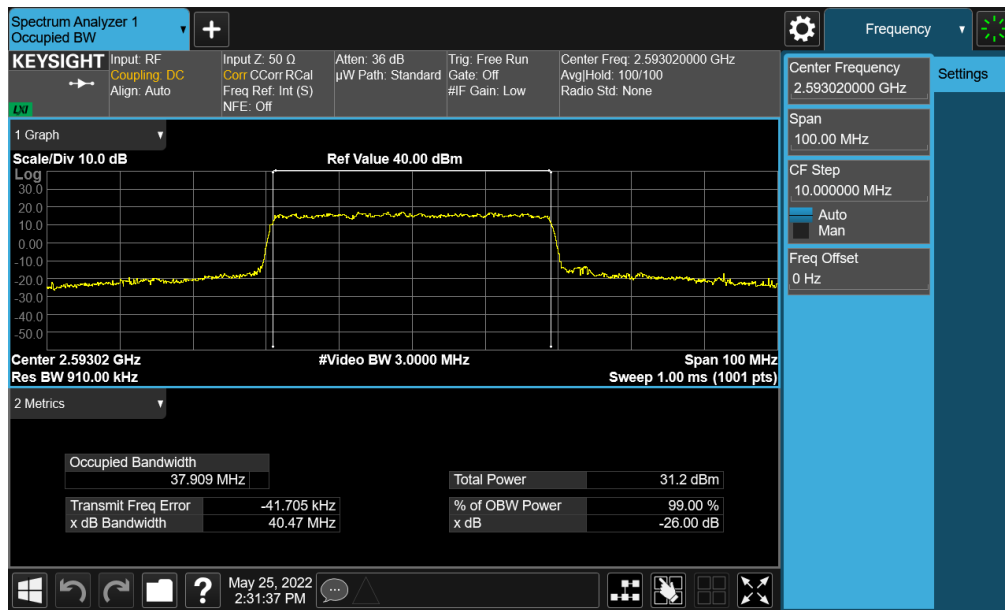 Spectrum Analyzer 1
Occupied BW
Frequency
KEYSIGHT
LXI
Input: RF
Coupling: DC
Align: Auto
Input Z: 50 Ω
Corr CCorr RCal
Freq Ref: Int (S)
NFE: Off
Atten: 36 dB
µW Path: Standard
Trig: Free Run
Gate: Off
#IF Gain: Low
Center Freq: 2.593020000 GHz
Avg|Hold: 100/100
Radio Std: None
Center Frequency
2.593020000 GHz
Settings
Span
100.00 MHz
CF Step
10.000000 MHz
Auto
Man
Freq Offset
0 Hz
1 Graph
Scale/Div 10.0 dB
Ref Value 40.00 dBm
Log
30.0
20.0
10.0
0.00
-10.0
-20.0
-30.0
-40.0
-50.0
Center 2.59302 GHz
#Video BW 3.0000 MHz
Span 100 MHz
Res BW 910.00 kHz
Sweep 1.00 ms (1001 pts)
2 Metrics
Occupied Bandwidth
37.909 MHz
Total Power 31.2 dBm
Transmit Freq Error -41.705 kHz
% of OBW Power 99.00 %
x dB Bandwidth 40.47 MHz
x dB -26.00 dB
May 25, 2022
2:31:37 PM